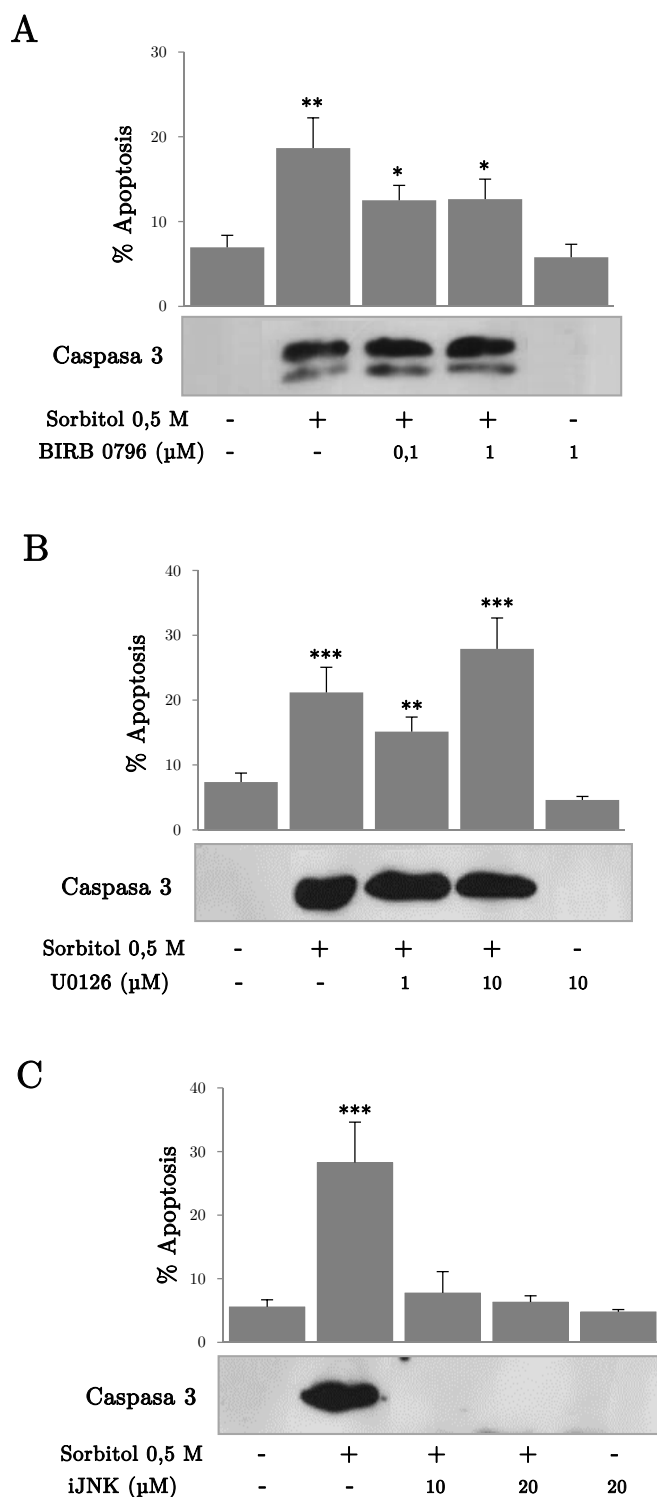 A
30
**
20
*
*
10
0
% Apoptosis
Caspasa 3
Sorbitol 0,5 M - + + + -
BIRB 0796 (µM) - - 0,1 1 1
B
40
***
30
***
20
**
10
0
% Apoptosis
Caspasa 3
Sorbitol 0,5 M - + + + -
U0126 (µM) - - 1 10 10
C
40
***
30
20
10
0
% Apoptosis
Caspasa 3
Sorbitol 0,5 M - + + + -
iJNK (µM) - - 10 20 20